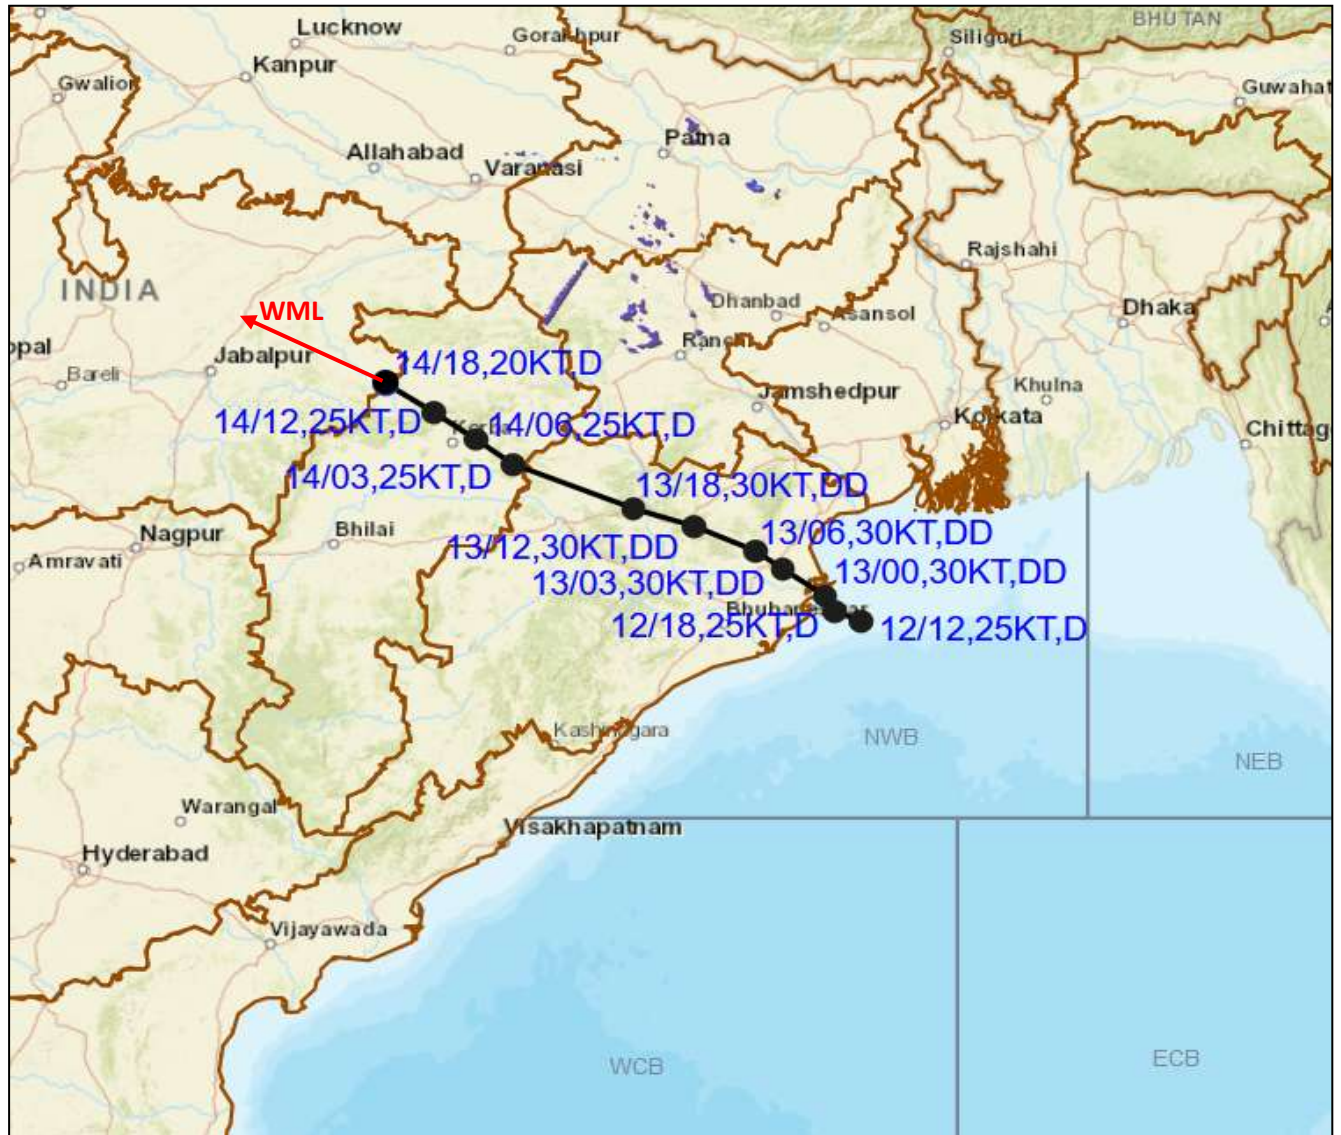 BHUTAN
Lucknow
Gorakhpur
Siliguri
Kanpur
Gwalior
Guwahat
Patna
Allahabad
Varanasi
Rajshahi
INDIA
WML
Dhanbad
Dhaka
Asansol
opal
Jabalpur
Ranchi
14/18,20KT,D
Bareli
Jamshedpur
Khulna
14/12,25KT,D
14/06,25KT,D
Kolkata
Chittag
14/03,25KT,D
13/18,30KT,DD
Nagpur
Bhilai
13/06,30KT,DD
13/12,30KT,DD
Amravati
13/00,30KT,DD
13/03,30KT,DD
Bhubaneswar
12/18,25KT,D
12/12,25KT,D
NWB
NEB
Warangal
Visakhapatnam
Hyderabad
Vijayawada
WCB
ECB